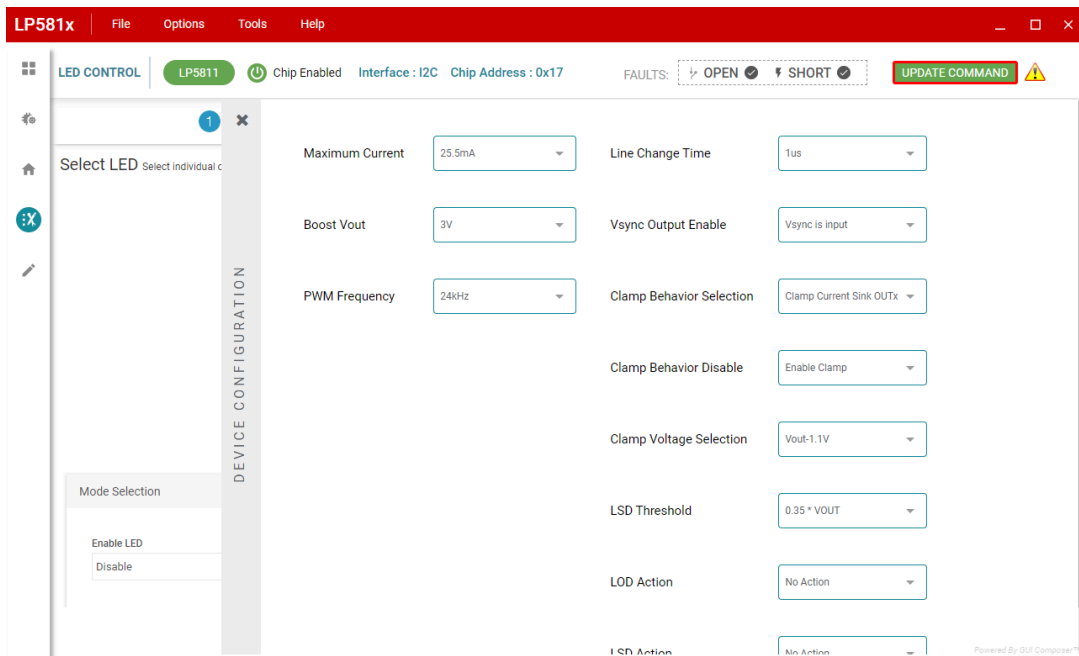 LP581x File Options Tools Help
LED CONTROL LP5811 Chip Enabled Interface : I2C Chip Address : 0x17 FAULTS: OPEN SHORT UPDATE COMMAND
1
Select LED Select individual
DEVICE CONFIGURATION
Maximum Current 25.5mA Line Change Time 1us
Boost Vout 3V Vsync Output Enable Vsync is input
PWM Frequency 24kHz Clamp Behavior Selection Clamp Current Sink OUTx
Clamp Behavior Disable Enable Clamp
Clamp Voltage Selection Vout-1.1V
Mode Selection
LSD Threshold 0.35 * VOUT
Enable LED
Disable
LOD Action No Action
LSD Action No Action
Powered By GUI Composer™